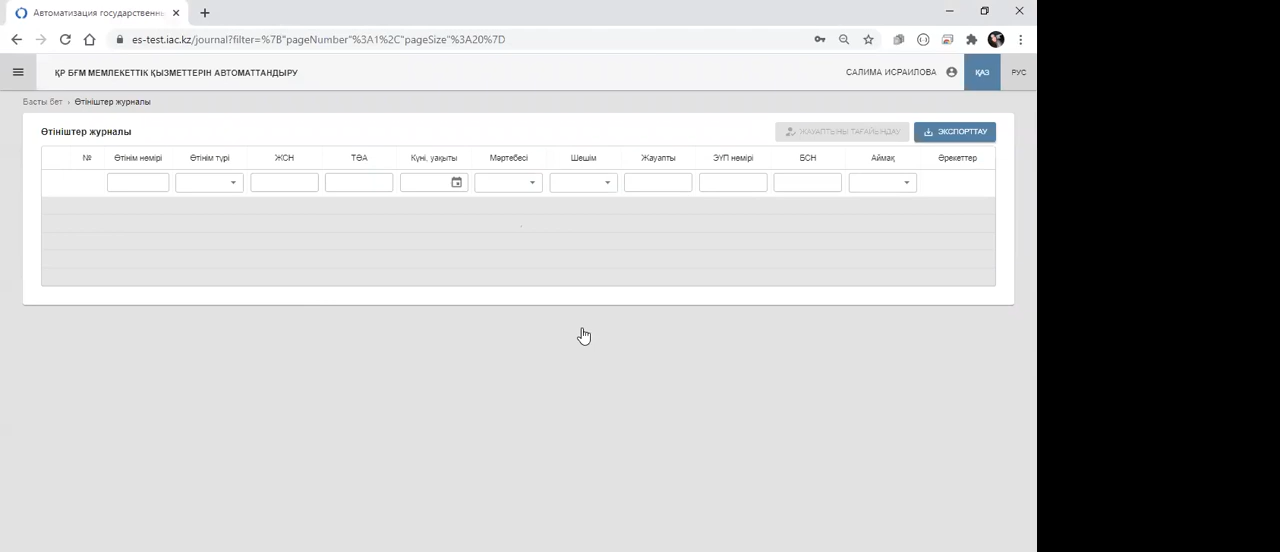 Автоматизация государственны
es-test.iac.kz/journal?filter=%7B"pageNumber"%3A1%2C"pageSize"%3A20%7D
ҚР БҒМ МЕМЛЕКЕТТІК ҚЫЗМЕТТЕРІН АВТОМАТТАНДЫРУ
САЛИМА ИСРАИЛОВА
ҚАЗ
РУС
Басты бет › Өтініштер журналы
Өтініштер журналы
ЖАУАПТЫНЫ ТАҒАЙЫНДАУ
ЭКСПОРТТАУ
№ Өтінім нөмірі Өтінім түрі ЖСН ТӘА Күні, уақыты Мәртебесі Шешім Жауапты ЭҮП нөмірі БСН Аймақ Әрекеттер